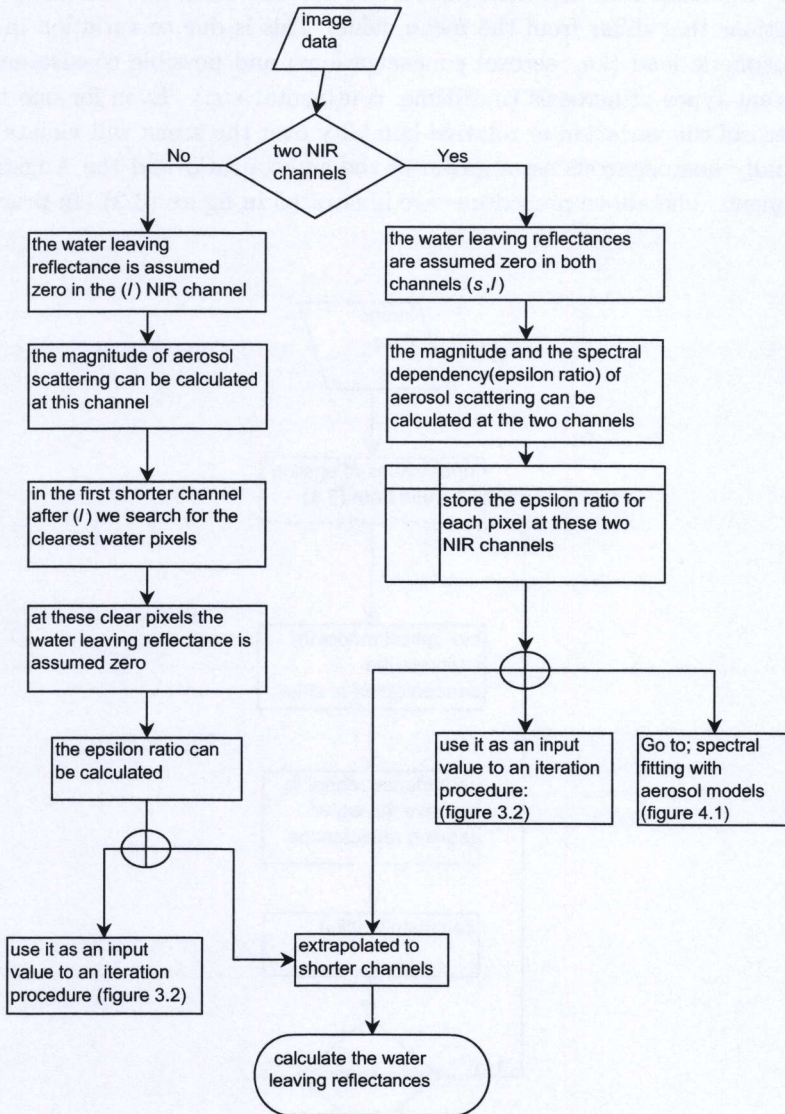 image
data
two NIR
channels
No
Yes
the water leaving
reflectance is assumed
zero in the (l) NIR channel
the magnitude of aerosol
scattering can be calculated
at this channel
in the first shorter channel
after (l) we search for the
clearest water pixels
at these clear pixels the
water leaving reflectance is
assumed zero
the epsilon ratio can
be calculated
use it as an input
value to an iteration
procedure (figure 3.2)
the water leaving reflectances
are assumed zero in both
channels (s,l)
the magnitude and the spectral
dependency(epsilon ratio) of
aerosol scattering can be
calculated at the two channels
store the epsilon ratio for
each pixel at these two
NIR channels
use it as an input
value to an iteration
procedure:
(figure 3.2)
Go to; spectral
fitting with
aerosol models
(figure 4.1)
extrapolated to
shorter channels
calculate the water
leaving reflectances